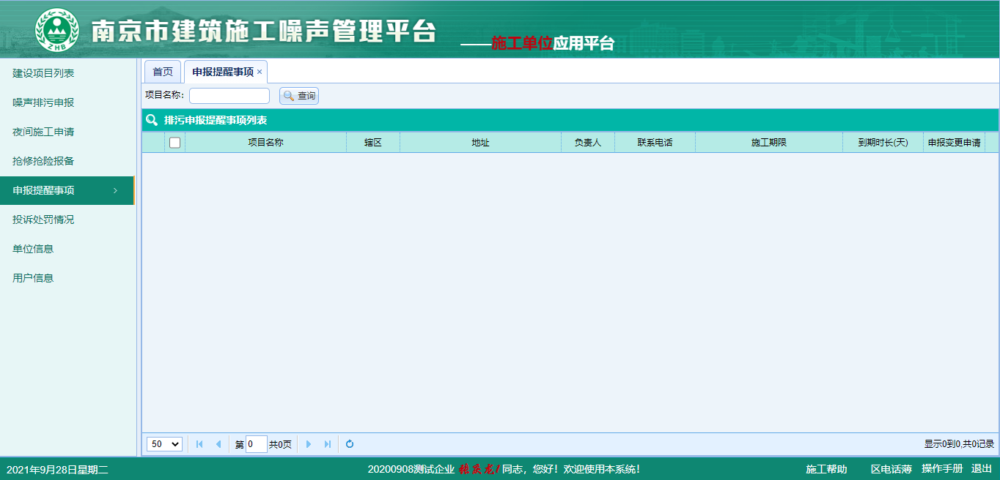 ZHB
南京市建筑施工噪声管理平台
——施工单位应用平台
建设项目列表
噪声排污申报
夜间施工申请
抢修抢险报备
申报提醒事项
投诉处罚情况
单位信息
用户信息
首页 申报提醒事项 ×
项目名称: 查询
排污申报提醒事项列表
项目名称 辖区 地址 负责人 联系电话 施工期限 到期时长(天) 申报变更申请
50 第 0 共0页 显示0到0,共0记录
2021年9月28日星期二 20200908测试企业 同志，您好！欢迎使用本系统！ 施工帮助 区电话薄 操作手册 退出